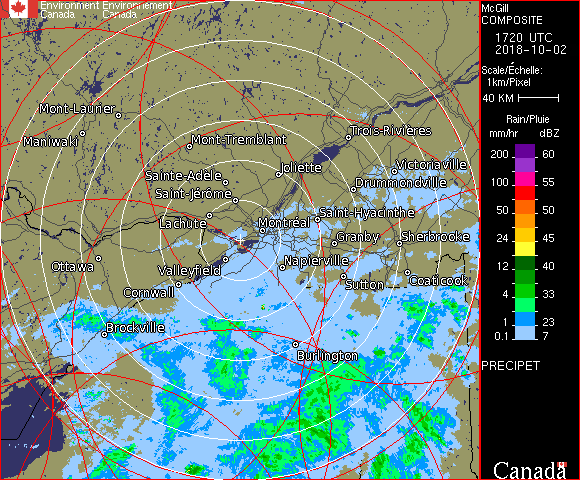 Environment Environnement
Canada Canada
McGill
COMPOSITE
1720 UTC
2018-10-02
Scale/Échelle:
1km/Pixel
40 KM
Rain/Pluie
mm/hr dBZ
200 60
155
100 55
50 50
24 45
12 40
4 33
1 23
0.1 7
PRECIPET
Canada
Mont-Laurier
Maniwaki
Mont-Tremblant
Trois-Rivières
Sainte-Adèle
Joliette
Victoriaville
Saint-Jérôme
Drummondville
Lachute
Saint-Hyacinthe
Montréal
Granby
Sherbrooke
Ottawa
Valleyfield
Napierville
Cornwall
Sutton
Coaticook
Brockville
Burlington